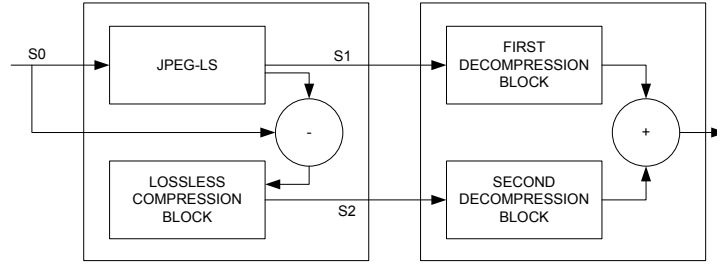 S0
JPEG-LS
S1
FIRST
DECOMPRESSION
BLOCK
-
+
LOSSLESS
COMPRESSION
BLOCK
S2
SECOND
DECOMPRESSION
BLOCK